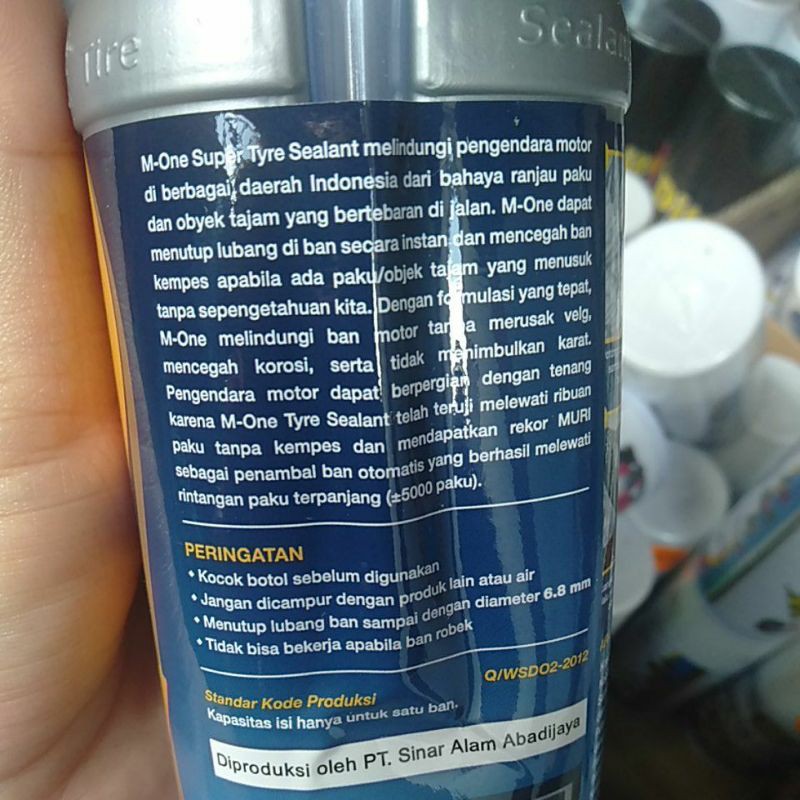 Tire Sealant
M-One Super Tyre Sealant melindungi pengendara motor
di berbagai daerah Indonesia dari bahaya ranjau paku
dan obyek tajam yang bertebaran di jalan. M-One dapat
menutup lubang di ban secara instan dan mencegah ban
kempes apabila ada paku/objek tajam yang menusuk
tanpa sepengetahuan kita. Dengan formulasi yang tepat,
M-One melindungi ban motor tanpa merusak velg,
mencegah korosi, serta tidak menimbulkan karat.
Pengendara motor dapat berpergian dengan tenang
karena M-One Tyre Sealant telah teruji melewati ribuan
paku tanpa kempes dan mendapatkan rekor MURI
sebagai penambal ban otomatis yang berhasil melewati
rintangan paku terpanjang (±5000 paku).
PERINGATAN
• Kocok botol sebelum digunakan
• Jangan dicampur dengan produk lain atau air
• Menutup lubang ban sampai dengan diameter 6.8 mm
• Tidak bisa bekerja apabila ban robek
Q/WSDO2-2012
Standar Kode Produksi
Kapasitas isi hanya untuk satu ban.
Diproduksi oleh PT. Sinar Alam Abadijaya